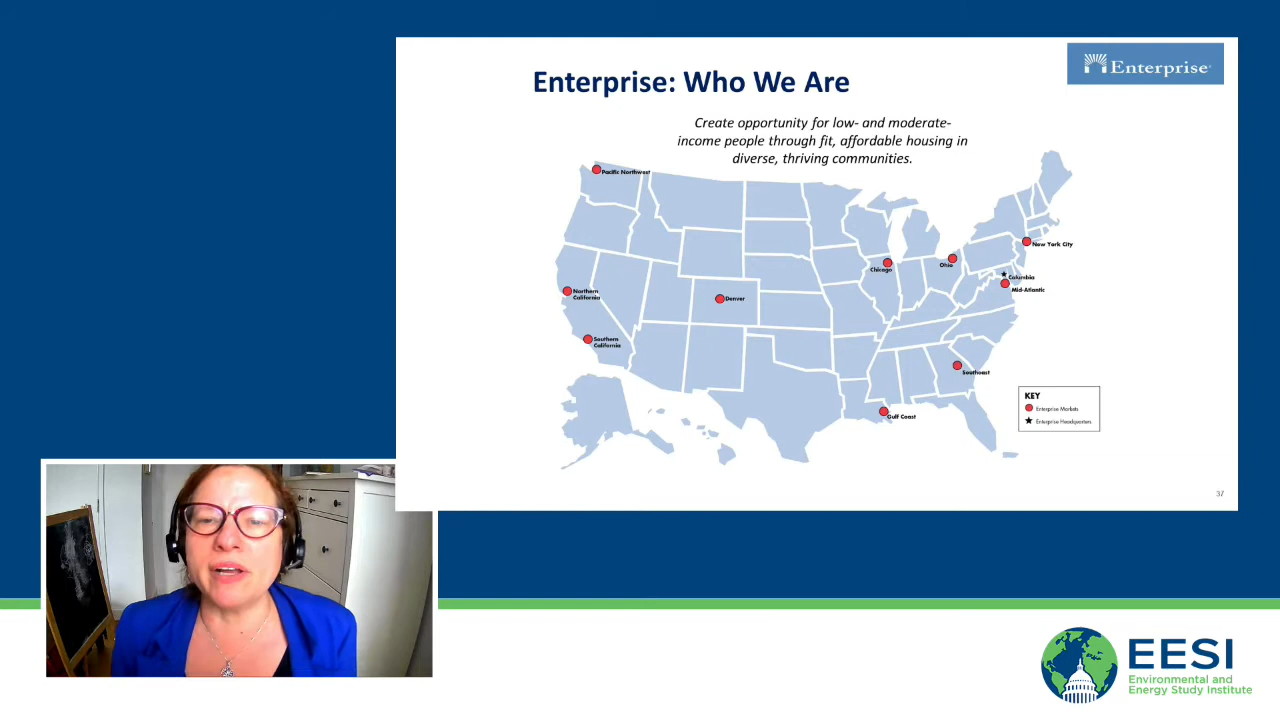 Enterprise
Enterprise: Who We Are
Create opportunity for low- and moderate-
income people through fit, affordable housing in
diverse, thriving communities.
Pacific Northwest
New York City
Chicago
Ohio
Columbia
Mid-Atlantic
Northern
California
Denver
Southern
California
Southeast
Gulf Coast
KEY
Enterprise Markets
Enterprise Headquarters
37
EESI
Environmental and
Energy Study Institute